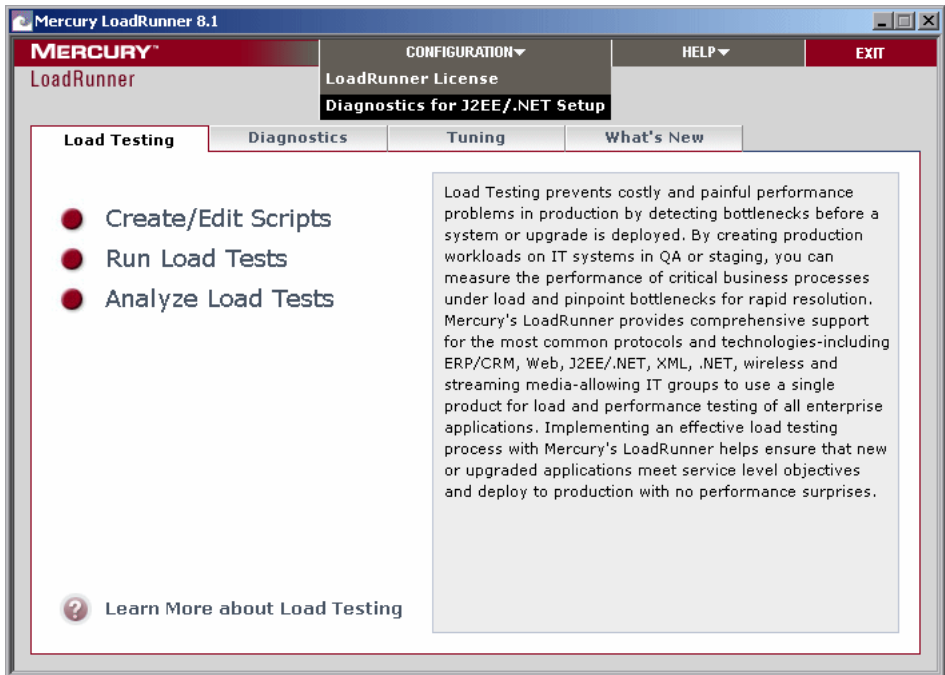 Mercury LoadRunner 8.1
MERCURY™
CONFIGURATION
HELP
EXIT
LoadRunner
LoadRunner License
Diagnostics for J2EE/.NET Setup
Load Testing
Diagnostics
Tuning
What's New
Create/Edit Scripts
Run Load Tests
Analyze Load Tests
Load Testing prevents costly and painful performance
problems in production by detecting bottlenecks before a
system or upgrade is deployed. By creating production
workloads on IT systems in QA or staging, you can
measure the performance of critical business processes
under load and pinpoint bottlenecks for rapid resolution.
Mercury's LoadRunner provides comprehensive support
for the most common protocols and technologies-including
ERP/CRM, Web, J2EE/.NET, XML, .NET, wireless and
streaming media-allowing IT groups to use a single
product for load and performance testing of all enterprise
applications. Implementing an effective load testing
process with Mercury's LoadRunner helps ensure that new
or upgraded applications meet service level objectives
and deploy to production with no performance surprises.
? Learn More about Load Testing